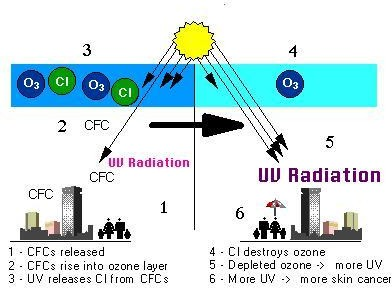 3
4
O3 Cl O3 Cl O3
2 CFC
5
UV Radiation
UV Radiation
CFC
CFC
1
6
1 - CFCs released
2 - CFCs rise into ozone layer
3 - UV releases Cl from CFCs
4 - Cl destroys ozone
5 - Depleted ozone -> more UV
6 - More UV -> more skin cancer